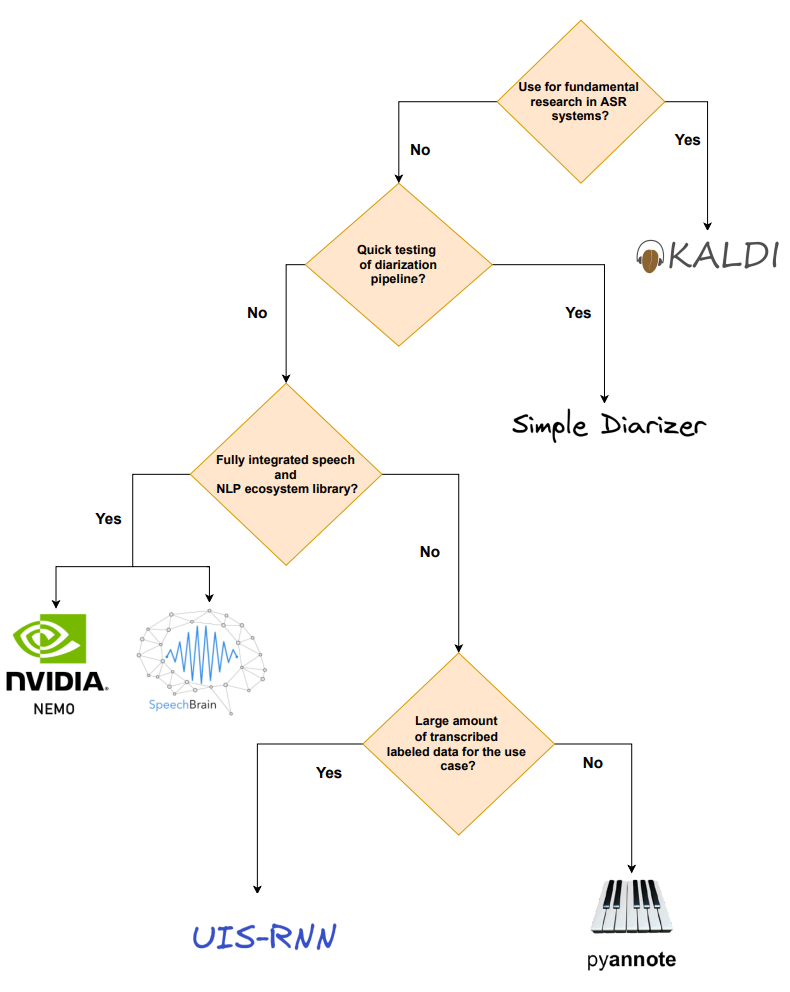 Use for fundamental
research in ASR
systems?
No
Yes
KALDI
Quick testing
of diarization
pipeline?
No
Yes
Simple Diarizer
Fully integrated speech
and
NLP ecosystem library?
Yes
No
NVIDIA.
NEMO
SpeechBrain
Large amount
of transcribed
labeled data for the use
case?
Yes
No
UIS-RNN
pyannote